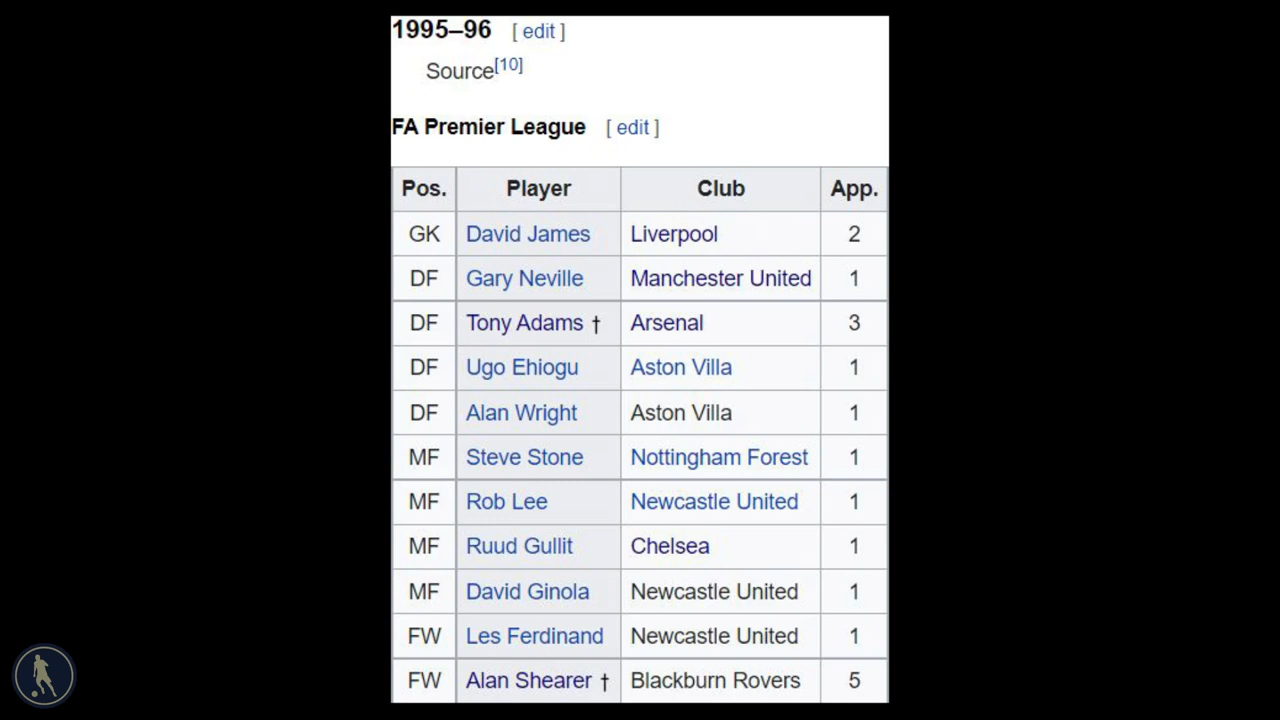 1995–96 [ edit ]
Source[10]
FA Premier League [ edit ]
Pos. Player Club App.
GK David James Liverpool 2
DF Gary Neville Manchester United 1
DF Tony Adams † Arsenal 3
DF Ugo Ehiogu Aston Villa 1
DF Alan Wright Aston Villa 1
MF Steve Stone Nottingham Forest 1
MF Rob Lee Newcastle United 1
MF Ruud Gullit Chelsea 1
MF David Ginola Newcastle United 1
FW Les Ferdinand Newcastle United 1
FW Alan Shearer † Blackburn Rovers 5